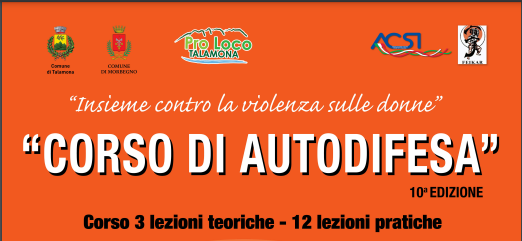 Comune
di Talamona
COMUNE
DI MORBEGNO
Pro Loco
TALAMONA
ACSI
FEIKAR
“Insieme contro la violenza sulle donne”
“CORSO DI AUTODIFESA”
10ª EDIZIONE
Corso 3 lezioni teoriche - 12 lezioni pratiche